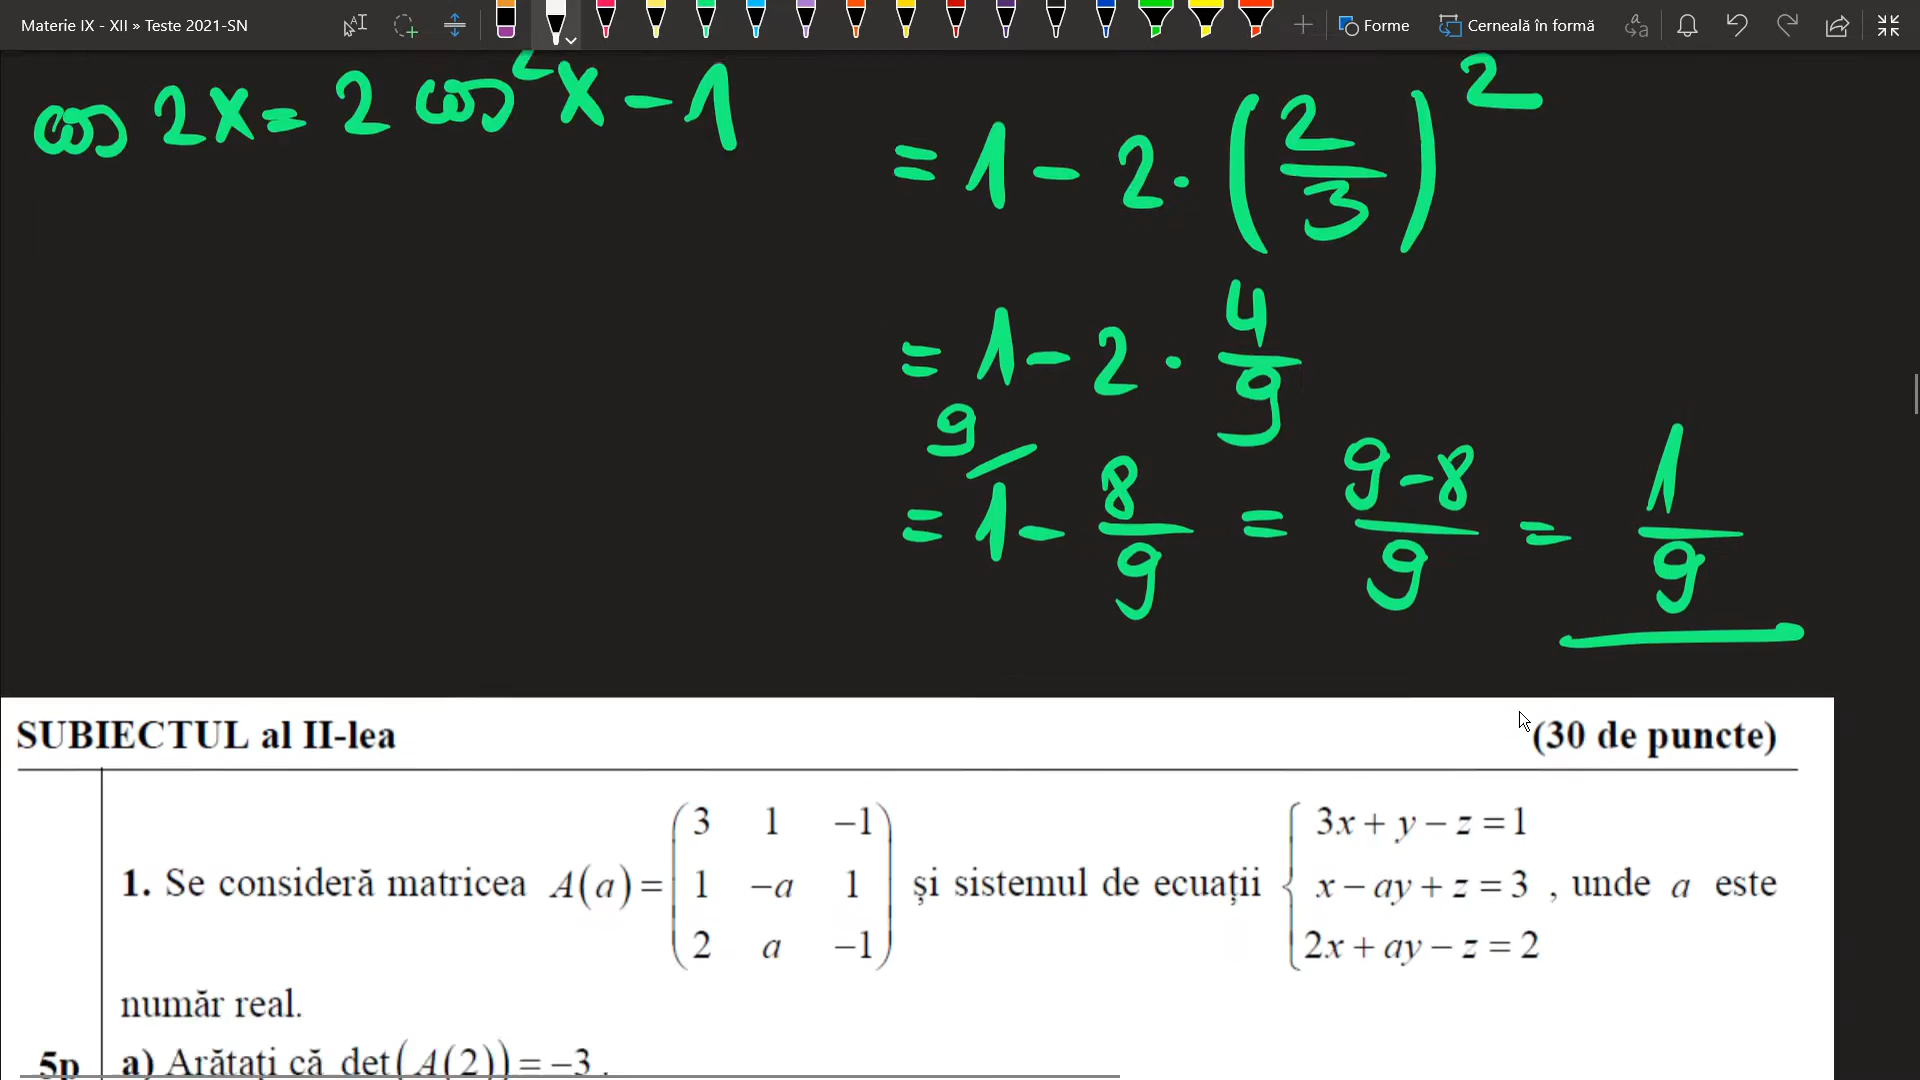 Materie IX - XII » Teste 2021-SN
Forme
Cerneală în formă
cos 2x = 2 cos²x - 1
= 1 - 2 · (2/3)²
= 1 - 2 · 4/9
= ⁹⁄1 - 8/9 = 9-8/9 = 1/9
SUBIECTUL al II-lea (30 de puncte)
1. Se consideră matricea A(a) = (3 1 −1; 1 −a 1; 2 a −1) și sistemul de ecuații { 3x + y − z = 1; x − ay + z = 3; 2x + ay − z = 2 , unde a este
număr real.
5p a) Arătați că det(A(2)) = −3 .